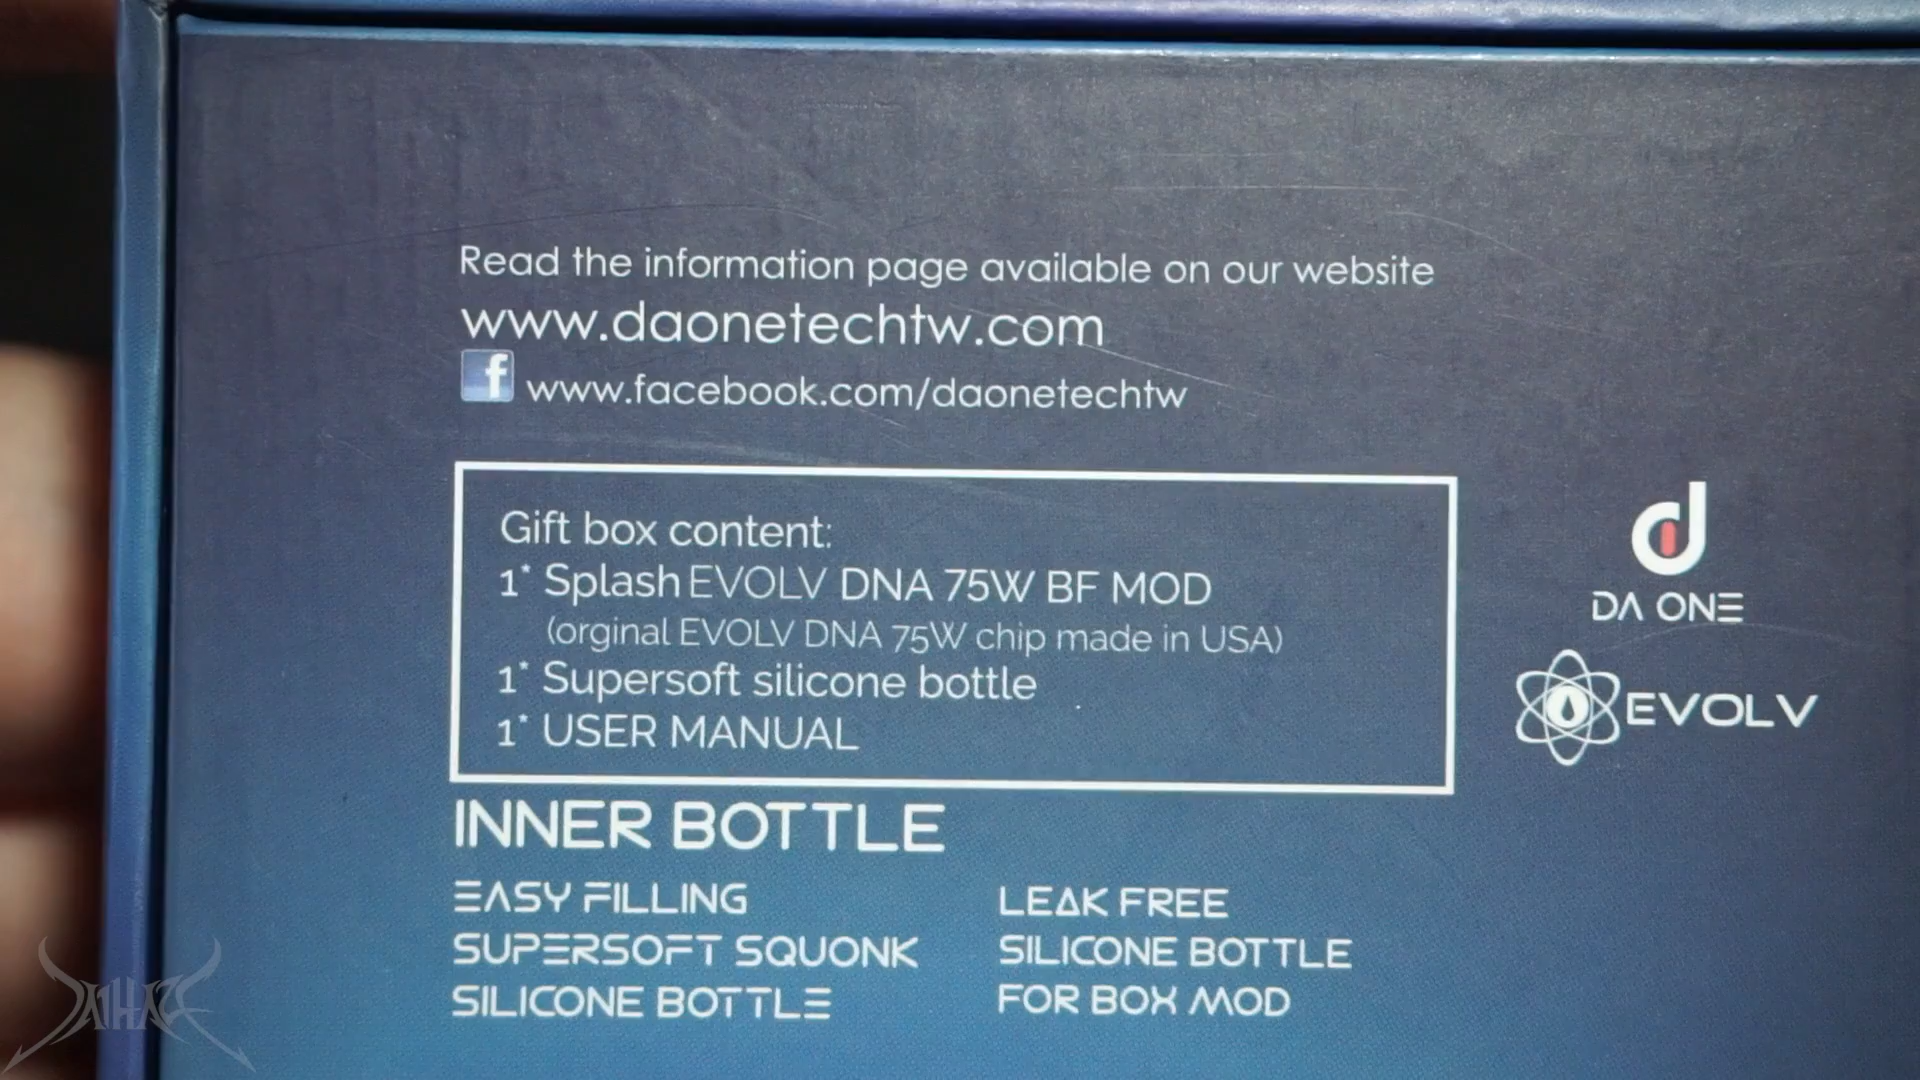 Read the information page available on our website
www.daonetechtw.com
f www.facebook.com/daonetechtw
Gift box content:
1* Splash EVOLV DNA 75W BF MOD
(orginal EVOLV DNA 75W chip made in USA)
1* Supersoft silicone bottle
1* USER MANUAL
DA ONE
EVOLV
INNER BOTTLE
EASY FILLING
SUPERSOFT SQUONK
SILICONE BOTTLE
LEAK FREE
SILICONE BOTTLE
FOR BOX MOD